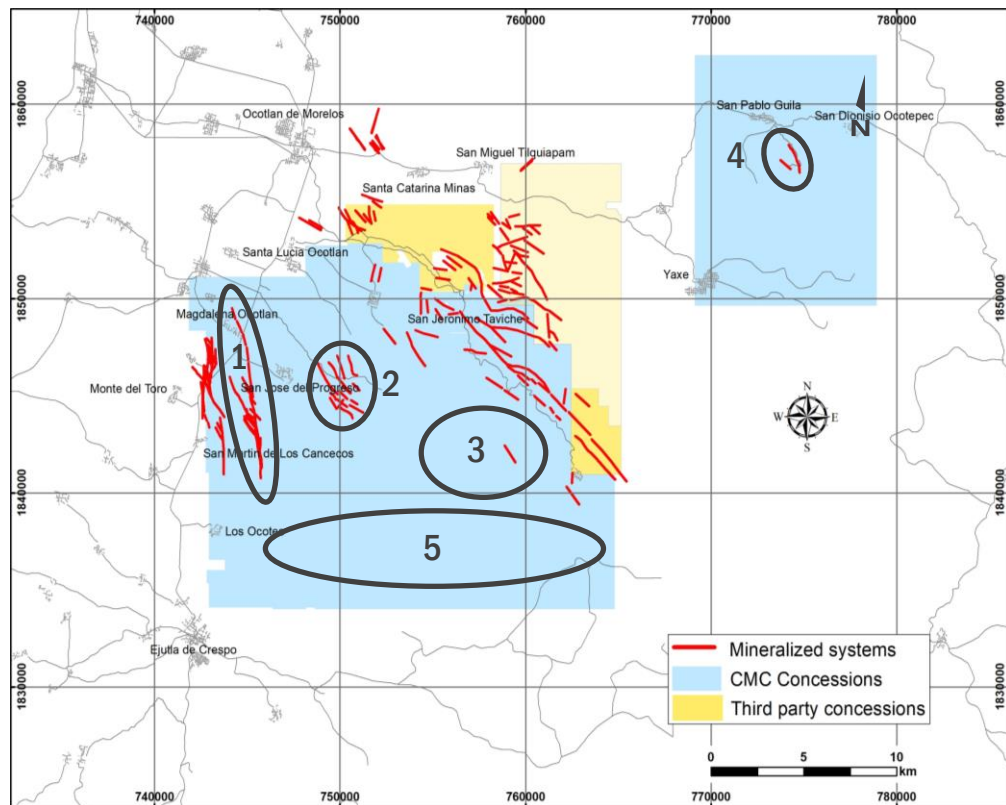 740000 750000 760000 770000 780000
1860000 1860000
San Pablo Guila
San Dionisio Ocotepec
N
Ocotlan de Morelos
4
San Miguel Tilquiapam
Santa Catarina Minas
Santa Lucia Ocotlan
Yaxe
1850000 1850000
Magdalena Ocotlan
San Jeronimo Taviche
1
Monte del Toro
San Jose del Progreso
2
N
W E
S
San Martin de Los Cancecos
3
1840000 1840000
Los Ocotes
5
Ejutla de Crespo
Mineralized systems
CMC Concessions
Third party concessions
1830000 1830000
0 5 10
km
740000 750000 760000 770000 780000